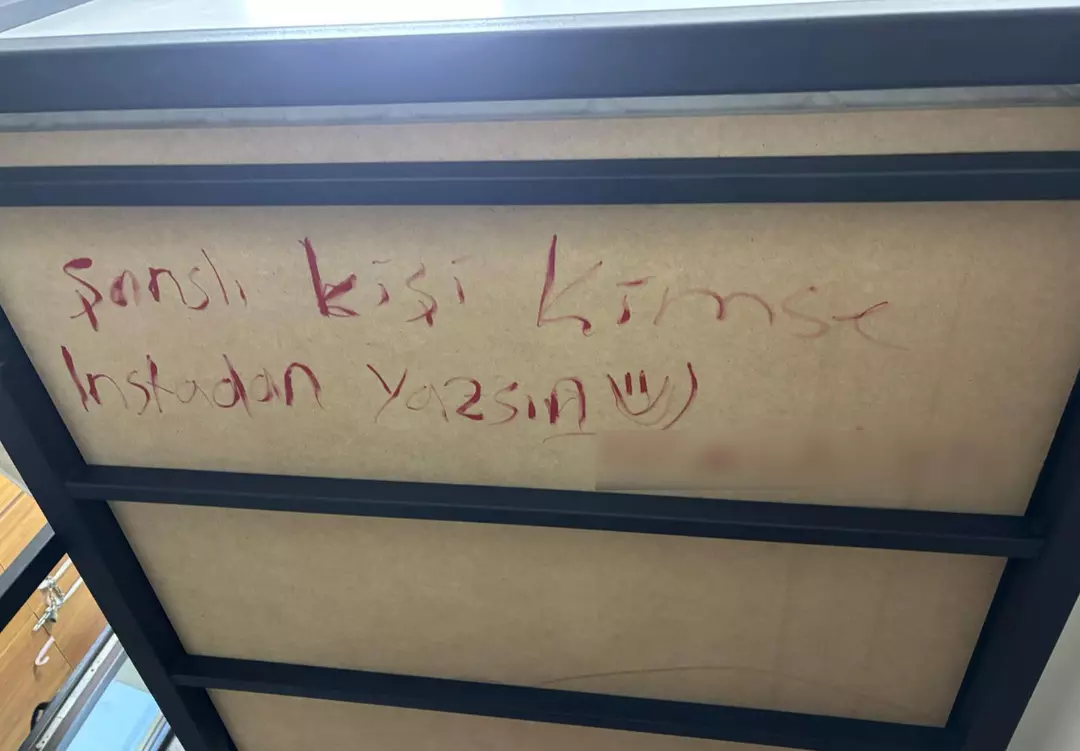 Şanslı kişi kimse
Instadan yazsın